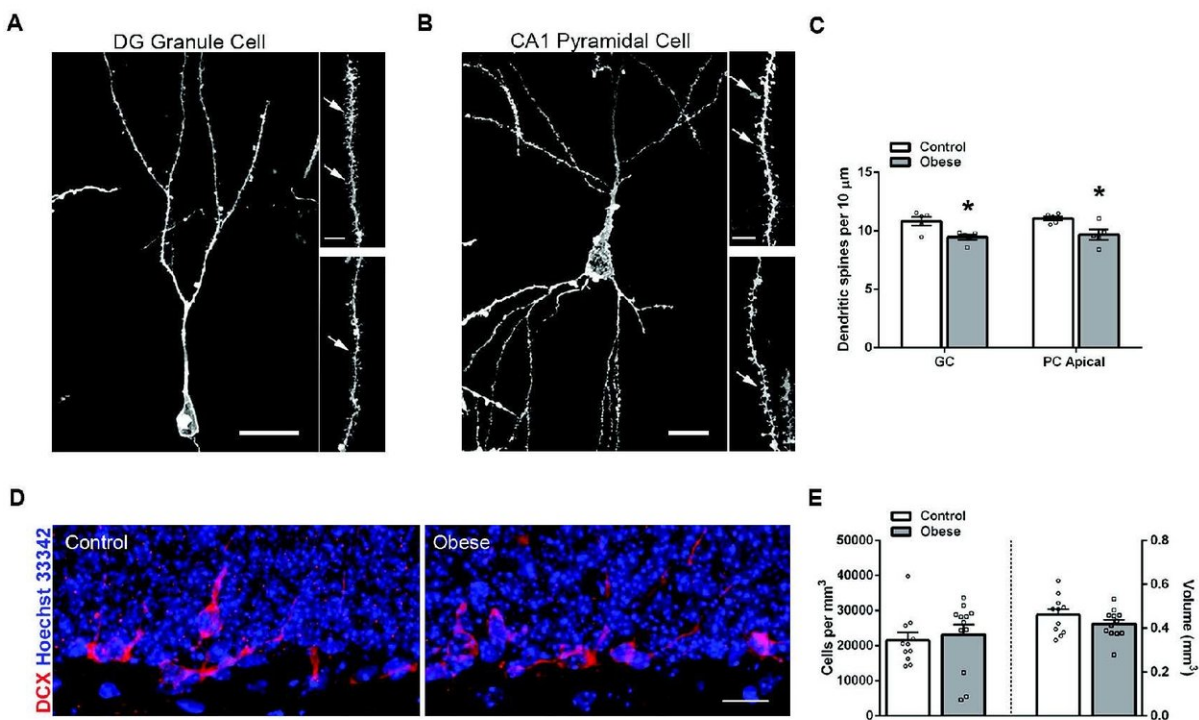 A
DG Granule Cell
B
CA1 Pyramidal Cell
C
Control
Obese
Dendritic spines per 10 μm
15
10
5
0
*
*
GC
PC Apical
D
DCX Hoechst 33342
Control
Obese
E
Control
Obese
Cells per mm³
50000
40000
30000
20000
10000
0
0.8
0.6
0.4
0.2
0.0
Volume (mm³)